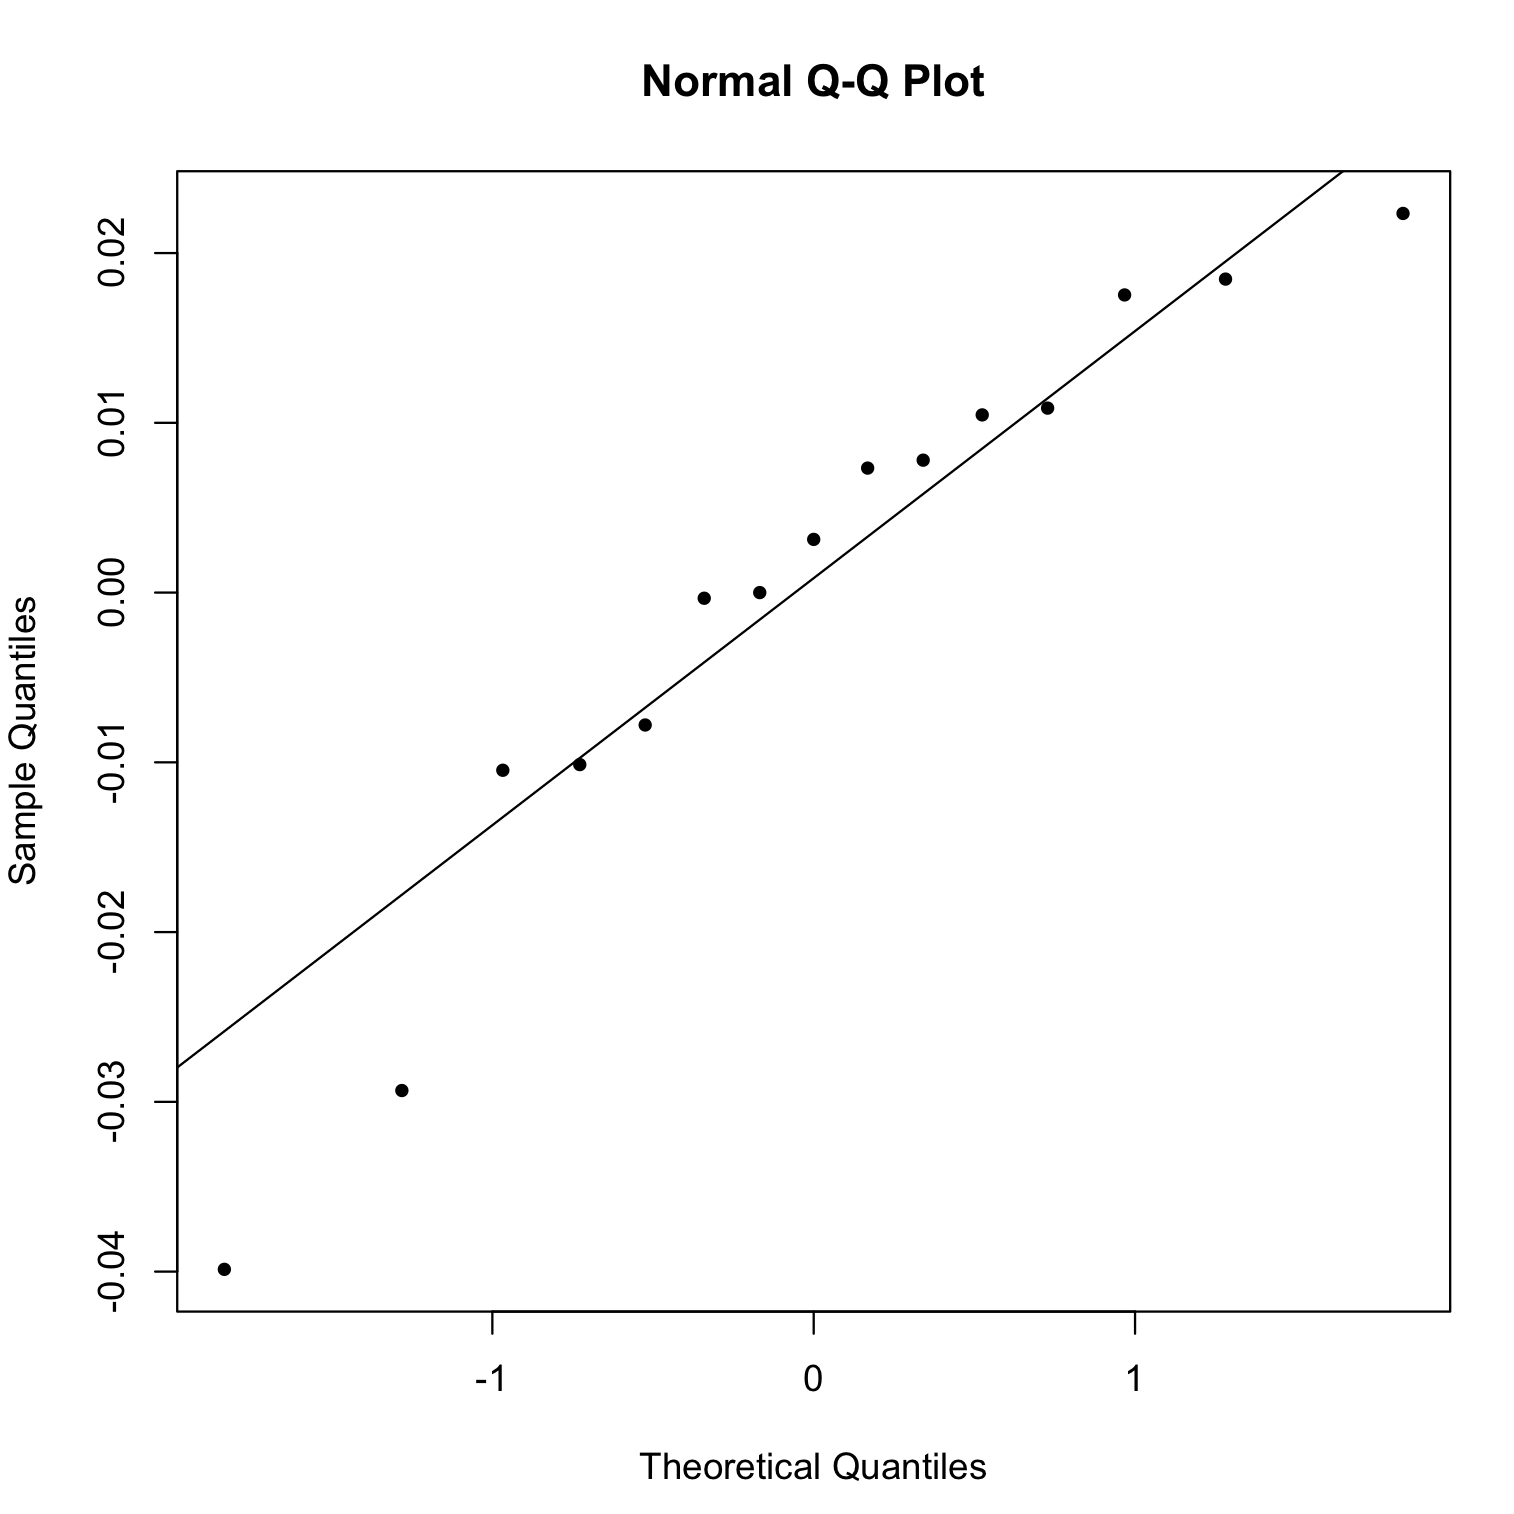 Normal Q-Q Plot
Sample Quantiles
0.02
0.01
0.00
-0.01
-0.02
-0.03
-0.04
-1 0 1
Theoretical Quantiles